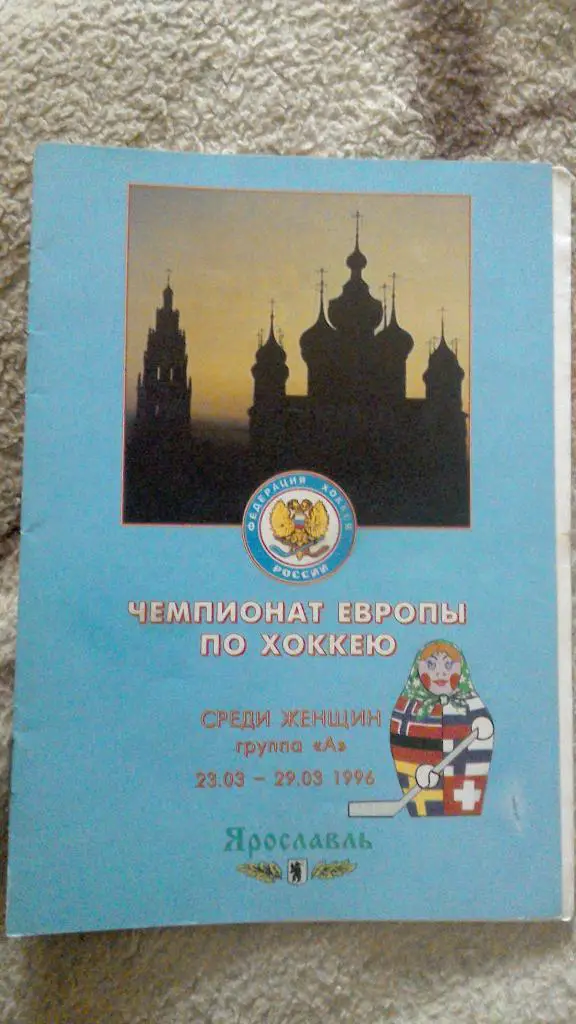 ФЕДЕРАЦИЯ ХОККЕЯ
РОССИИ
ЧЕМПИОНАТ ЕВРОПЫ
ПО ХОККЕЮ
СРЕДИ ЖЕНЩИН
группа «А»
23.03 – 29.03 1996
Ярославль